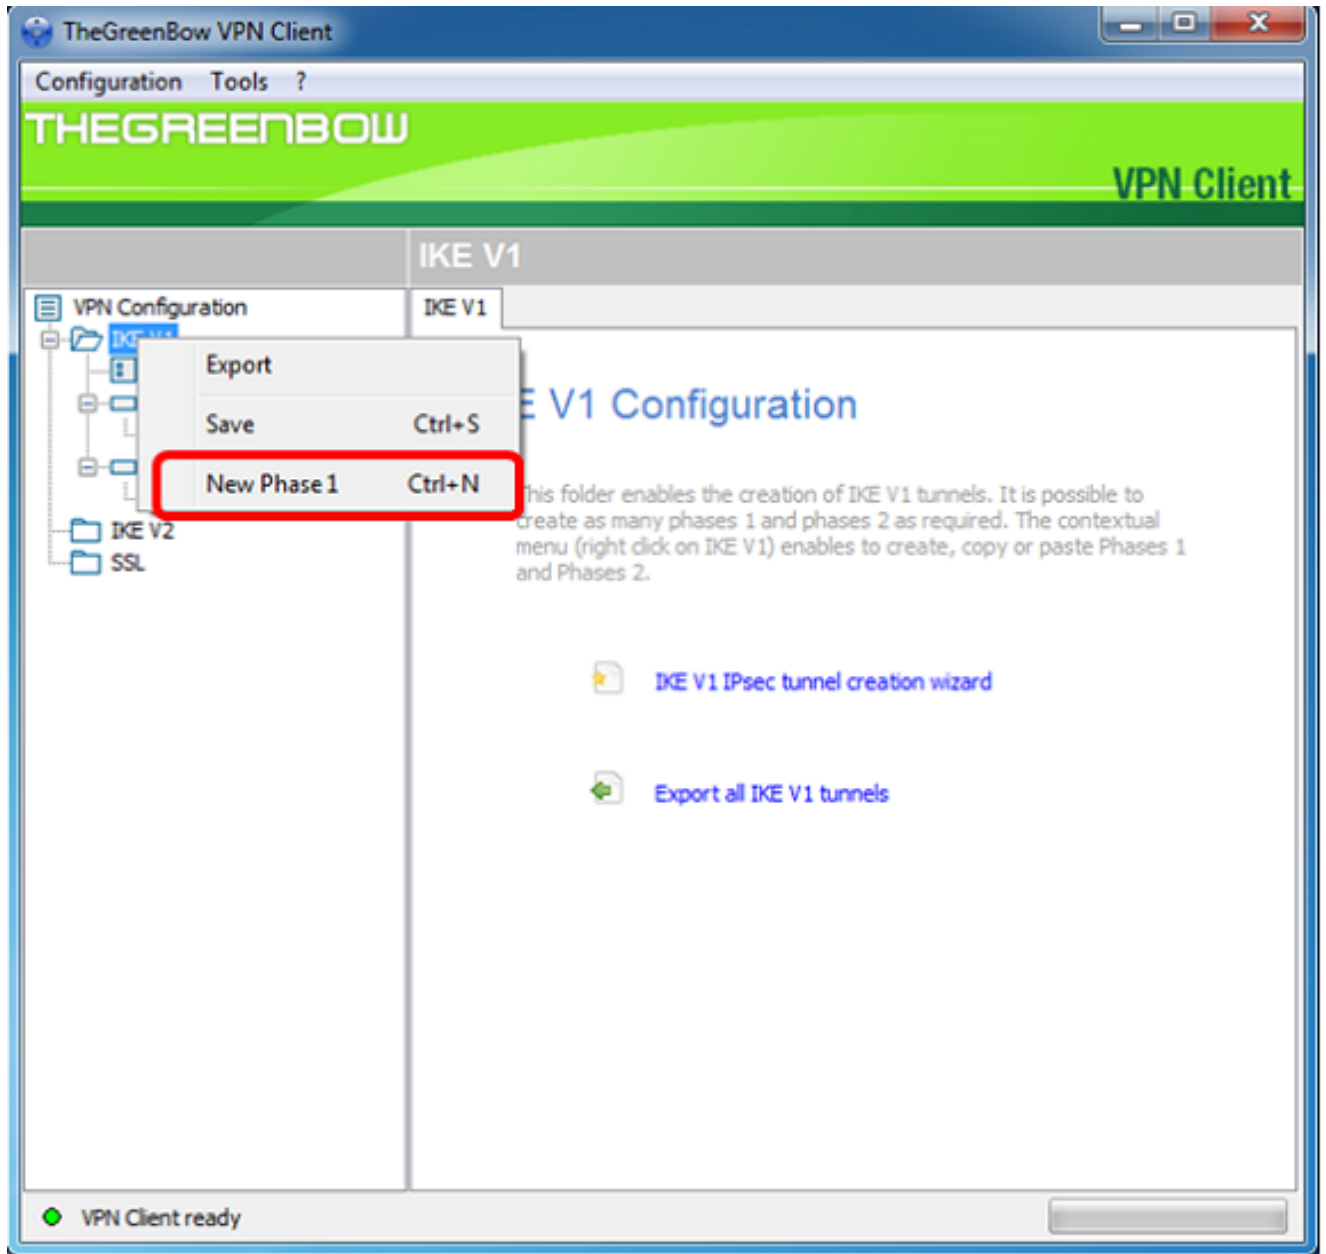 TheGreenBow VPN Client
Configuration Tools ?
THEGREENBOW
VPN Client
IKE V1
VPN Configuration
IKE V1
IKE V1
Export
Save Ctrl+S
New Phase 1 Ctrl+N
IKE V2
SSL
E V1 Configuration
This folder enables the creation of IKE V1 tunnels. It is possible to
create as many phases 1 and phases 2 as required. The contextual
menu (right click on IKE V1) enables to create, copy or paste Phases 1
and Phases 2.
IKE V1 IPsec tunnel creation wizard
Export all IKE V1 tunnels
VPN Client ready